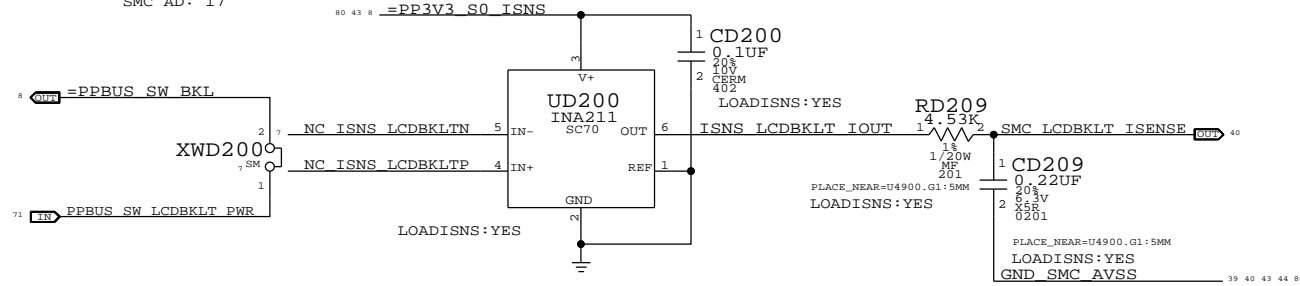 SMC AD: 17
80 43 8 =PP3V3_S0_ISNS
1 CD200
0.1UF
20%
10V
2 CERM
402
LOADISNS:YES
3
V+
UD200
INA211
SC70
8 OUT =PPBUS_SW_BKL
2 7 NC_ISNS_LCDBKLTN 5 IN-
OUT 6 ISNS_LCDBKLT_IOUT
RD209
1 4.53K 2
1%
1/20W
MF
201
SMC_LCDBKLT_ISENSE OUT 40
XWD200
7 SM
1
NC_ISNS_LCDBKLTP 4 IN+
REF 1
GND
2
71 IN PPBUS_SW_LCDBKLT_PWR
LOADISNS:YES
PLACE_NEAR=U4900.G1:5MM
LOADISNS:YES
1 CD209
0.22UF
20%
6.3V
2 X5R
0201
PLACE_NEAR=U4900.G1:5MM
LOADISNS:YES
GND_SMC_AVSS 39 40 43 44